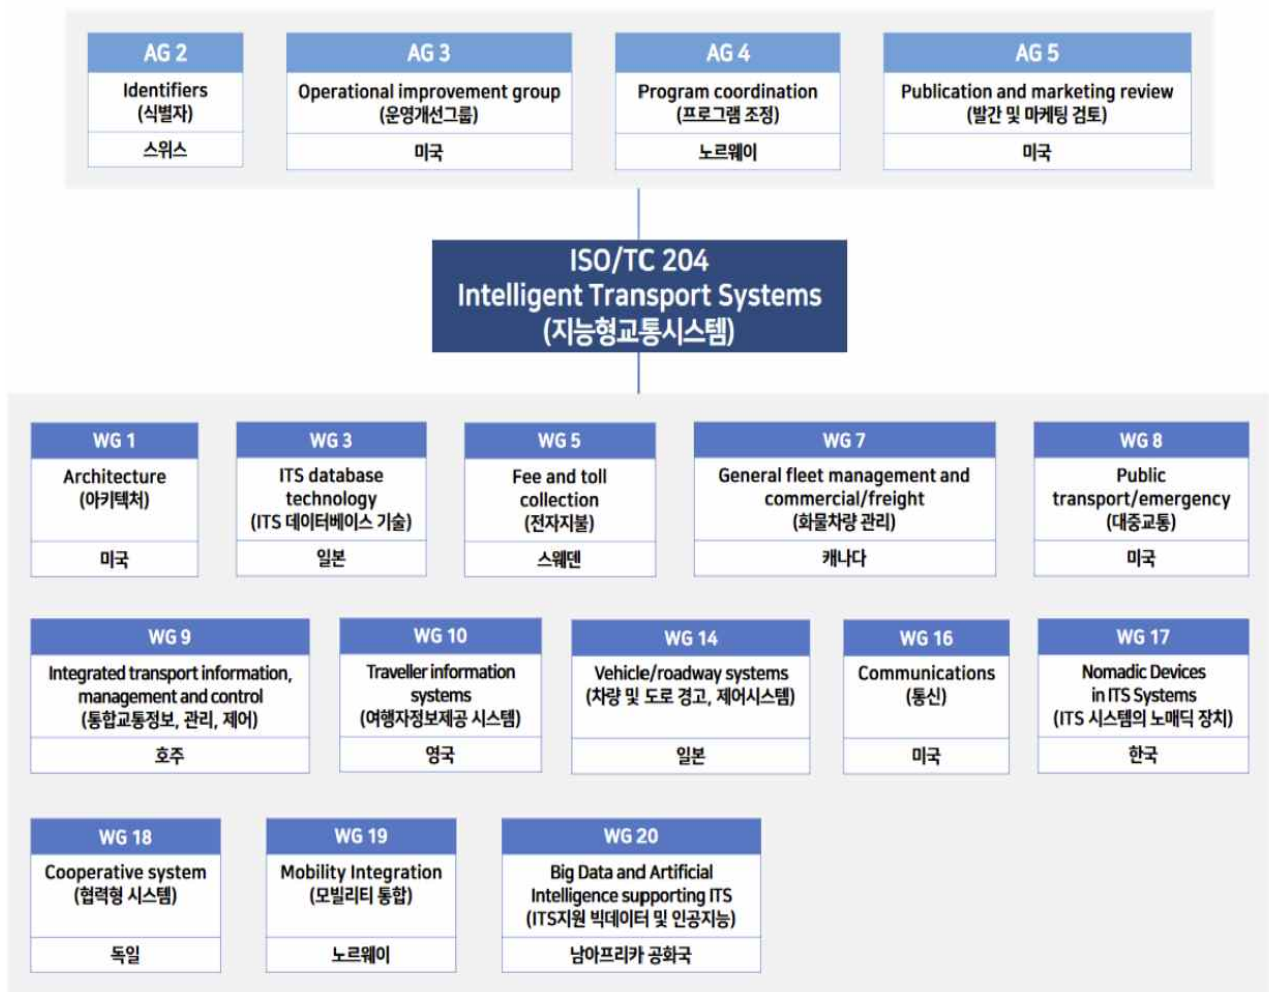 AG 2
Identifiers
(식별자)
스위스
AG 3
Operational improvement group
(운영개선그룹)
미국
AG 4
Program coordination
(프로그램 조정)
노르웨이
AG 5
Publication and marketing review
(발간 및 마케팅 검토)
미국
ISO/TC 204
Intelligent Transport Systems
(지능형교통시스템)
WG 1
Architecture
(아키텍처)
미국
WG 3
ITS database
technology
(ITS 데이터베이스 기술)
일본
WG 5
Fee and toll
collection
(전자지불)
스웨덴
WG 7
General fleet management and
commercial/freight
(화물차량 관리)
캐나다
WG 8
Public
transport/emergency
(대중교통)
미국
WG 9
Integrated transport information,
management and control
(통합교통정보, 관리, 제어)
호주
WG 10
Traveller information
systems
(여행자정보제공 시스템)
영국
WG 14
Vehicle/roadway systems
(차량 및 도로 경고, 제어시스템)
일본
WG 16
Communications
(통신)
미국
WG 17
Nomadic Devices
in ITS Systems
(ITS 시스템의 노매딕 장치)
한국
WG 18
Cooperative system
(협력형 시스템)
독일
WG 19
Mobility Integration
(모빌리티 통합)
노르웨이
WG 20
Big Data and Artificial
Intelligence supporting ITS
(ITS지원 빅데이터 및 인공지능)
남아프리카 공화국